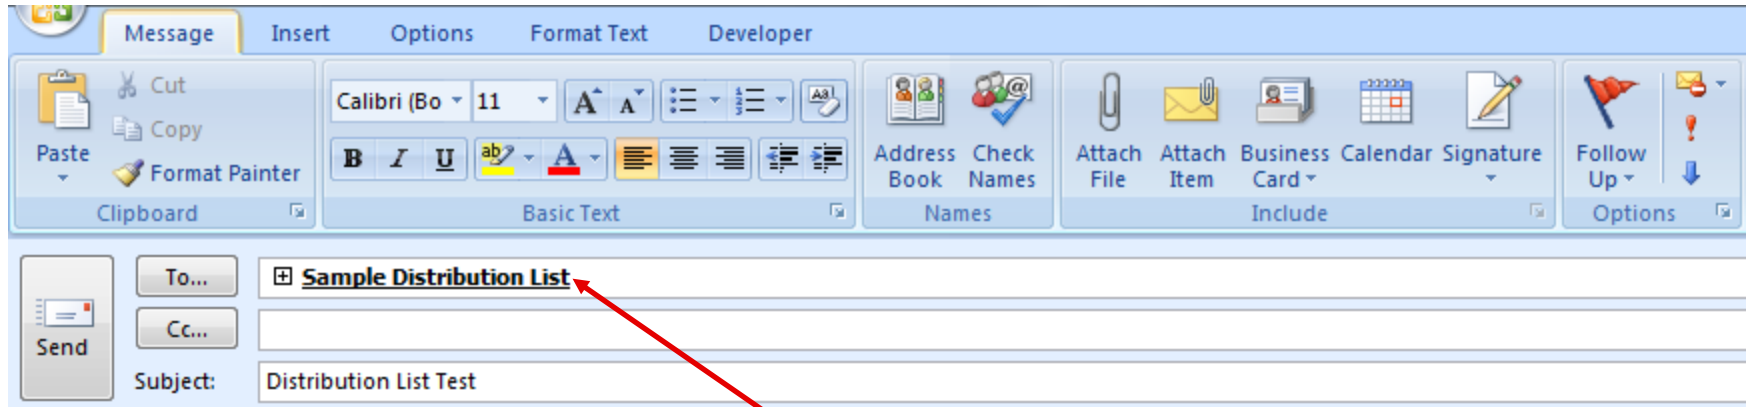 Message Insert Options Format Text Developer
Cut
Calibri (Bo 11
Copy
Paste
Format Painter
B I U ab A
Address Book
Check Names
Attach File
Attach Item
Business Card
Calendar
Signature
Follow Up
Clipboard Basic Text Names Include Options
To... Sample Distribution List
Cc...
Send
Subject: Distribution List Test